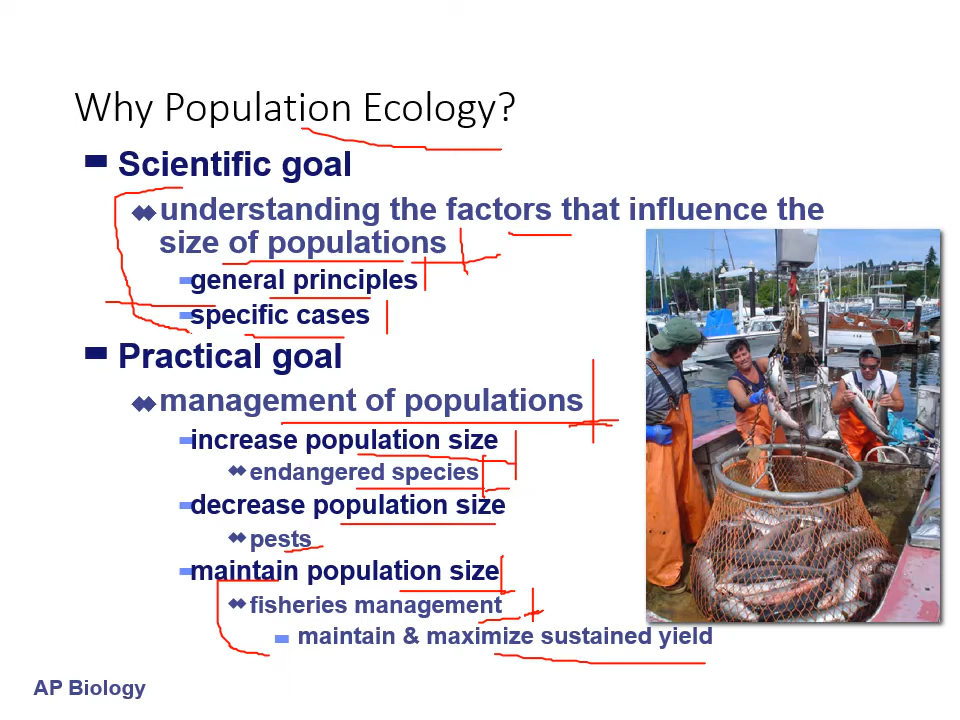 Why Population Ecology?
Scientific goal
understanding the factors that influence the
size of populations
general principles
specific cases
Practical goal
management of populations
increase population size
endangered species
decrease population size
pests
maintain population size
fisheries management
maintain & maximize sustained yield
AP Biology